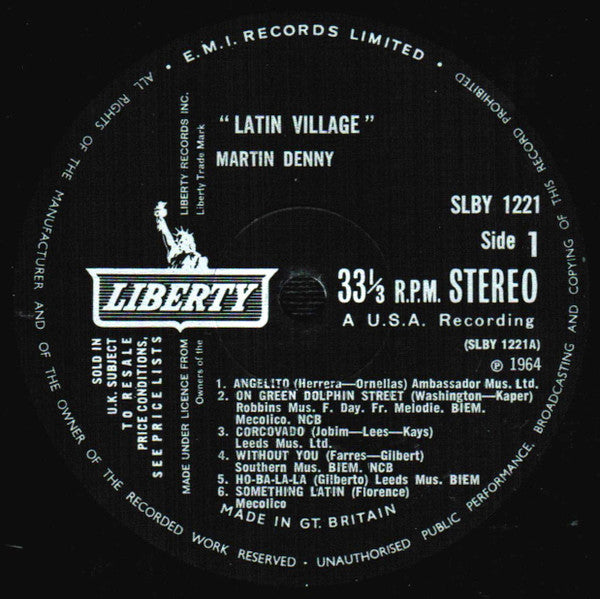 E.M.I. RECORDS LIMITED •
ALL RIGHTS OF THE MANUFACTURER AND OF THE OWNER OF THE RECORDED WORK RESERVED • UNAUTHORISED PUBLIC PERFORMANCE, BROADCASTING AND COPYING OF THIS RECORD PROHIBITED
"LATIN VILLAGE"
MARTIN DENNY
SLBY 1221
Side 1
33⅓ R.P.M. STEREO
A U.S.A. Recording
(SLBY 1221A)
℗ 1964
LIBERTY
SOLD IN
U.K. SUBJECT
TO RESALE
PRICE CONDITIONS,
SEE PRICE LISTS
MADE UNDER LICENCE FROM LIBERTY RECORDS INC.
Owners of the Liberty Trade Mark
1. ANGELITO (Herrera—Ornellas) Ambassador Mus. Ltd.
2. ON GREEN DOLPHIN STREET (Washington—Kaper)
Robbins Mus. F. Day. Fr. Melodie. BIEM.
Mecolico. NCB
3. CORCOVADO (Jobim—Lees—Kays)
Leeds Mus. Ltd.
4. WITHOUT YOU (Farres—Gilbert)
Southern Mus. BIEM. NCB
5. HO-BA-LA-LA (Gilberto) Leeds Mus. BIEM
6. SOMETHING LATIN (Florence)
Mecolico
MADE IN GT. BRITAIN